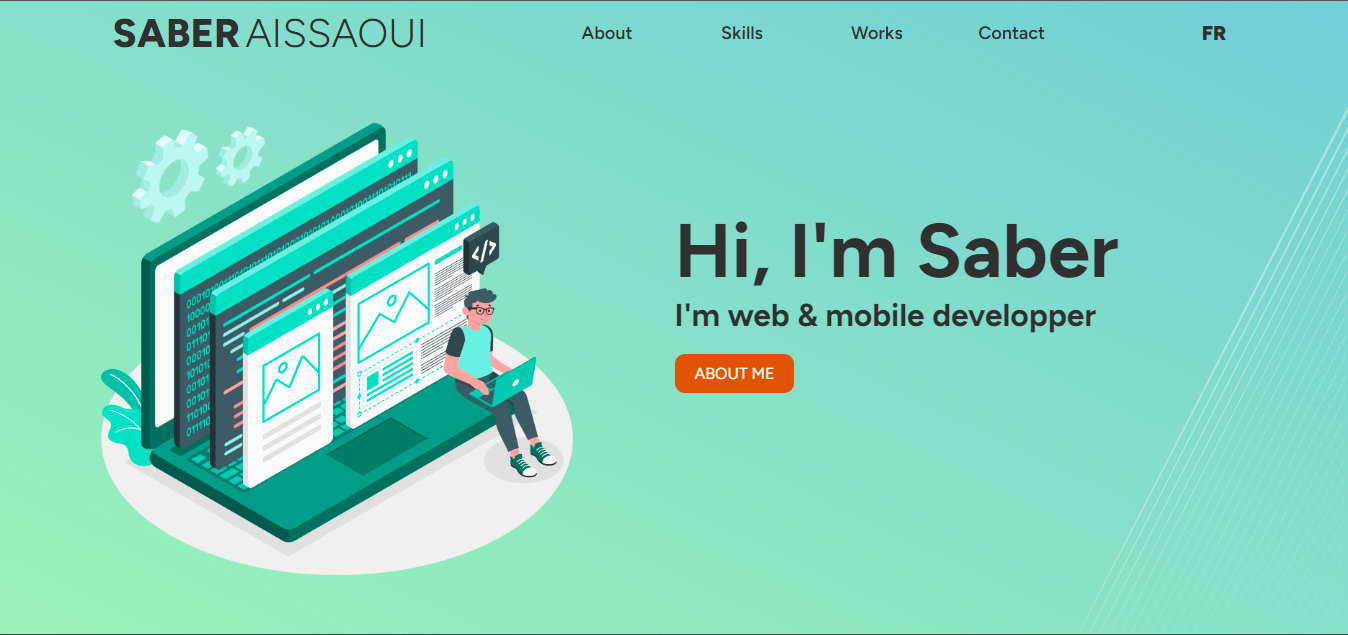 SABER AISSAOUI
About Skills Works Contact FR
Hi, I'm Saber
I'm web & mobile developper
ABOUT ME
</>